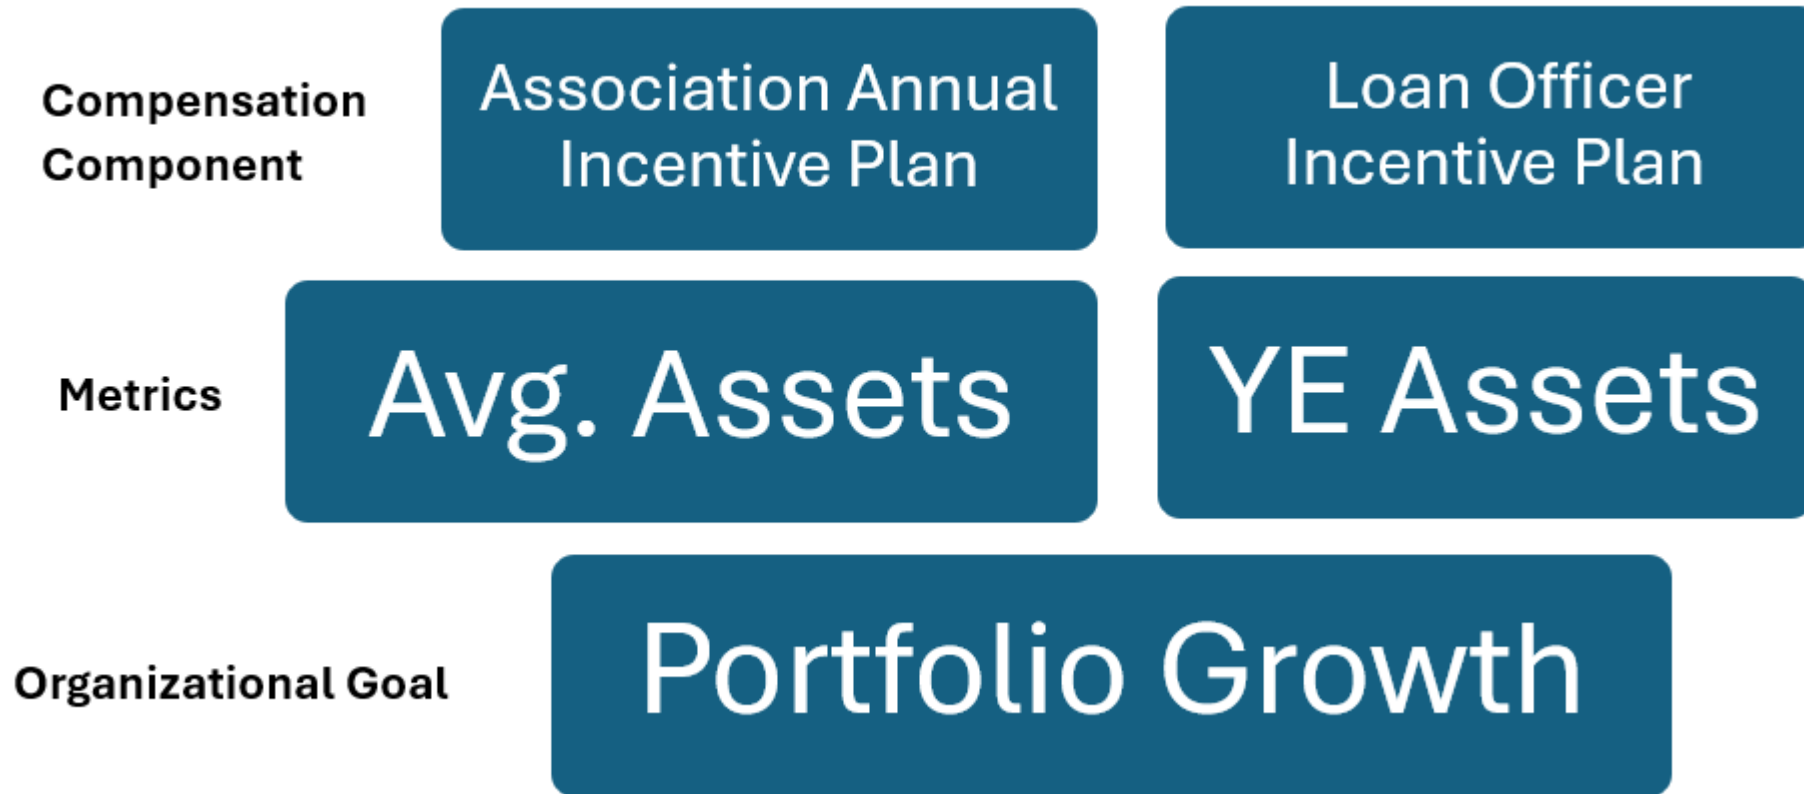 Compensation
Component
Association Annual
Incentive Plan
Loan Officer
Incentive Plan
Metrics
Avg. Assets
YE Assets
Organizational Goal
Portfolio Growth